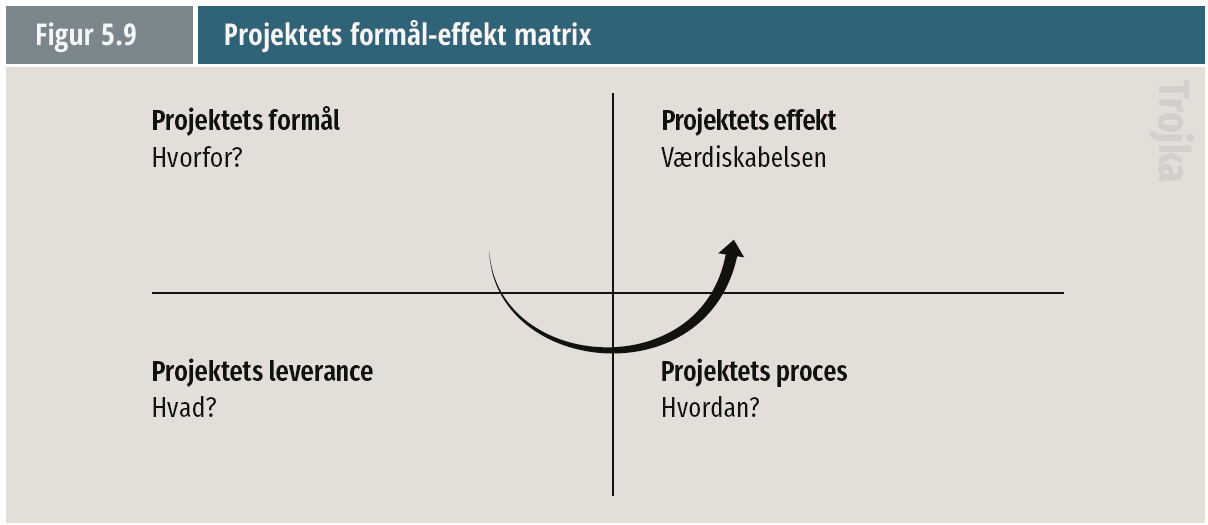 Figur 5.9
Projektets formål-effekt matrix
Trojka
Projektets formål
Hvorfor?
Projektets effekt
Værdiskabelsen
Projektets leverance
Hvad?
Projektets proces
Hvordan?